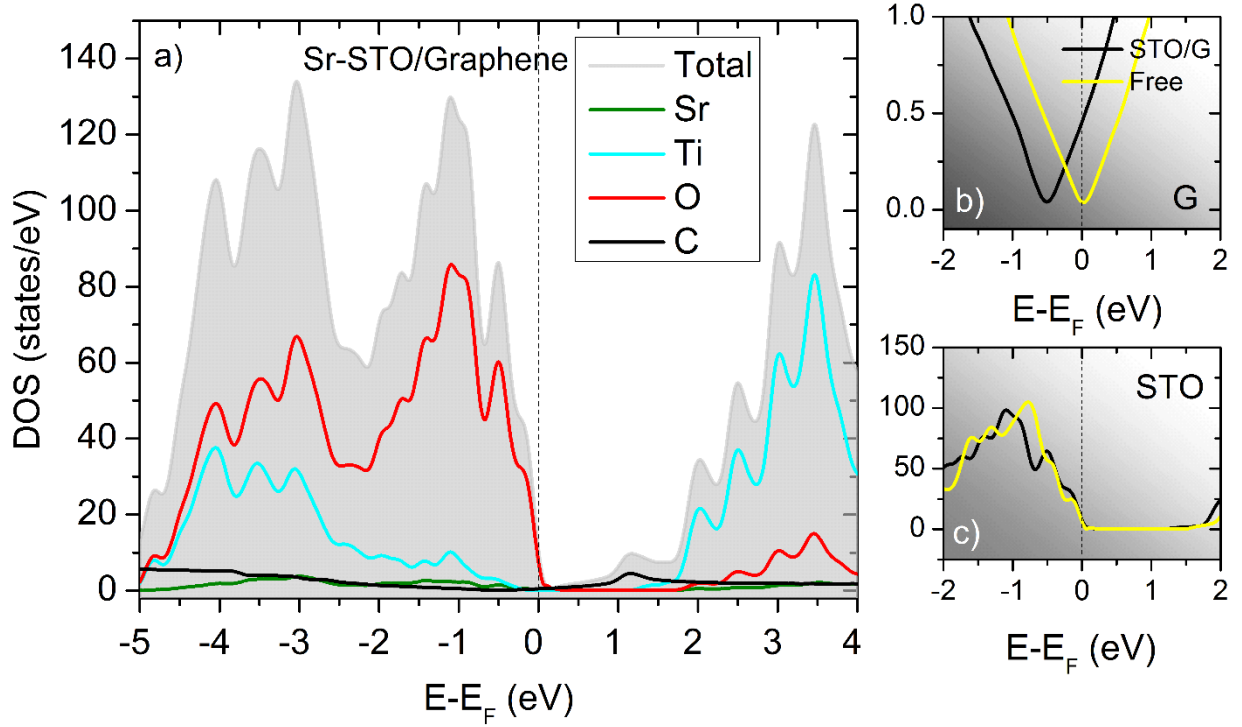 a)
Sr-STO/Graphene
Total
Sr
Ti
O
C
140
120
100
80
60
40
20
0
DOS (states/eV)
-5 -4 -3 -2 -1 0 1 2 3 4
E-E_F (eV)
1.0
0.5
0.0
STO/G
Free
b)
G
-2 -1 0 1 2
E-E_F (eV)
150
100
50
0
STO
c)
-2 -1 0 1 2
E-E_F (eV)